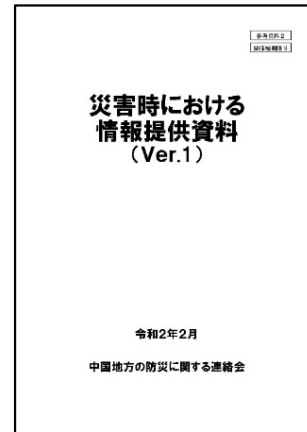 参考資料2
災害時における
情報提供資料
(Ver.1)
令和2年2月
中国地方の防災に関する連絡会